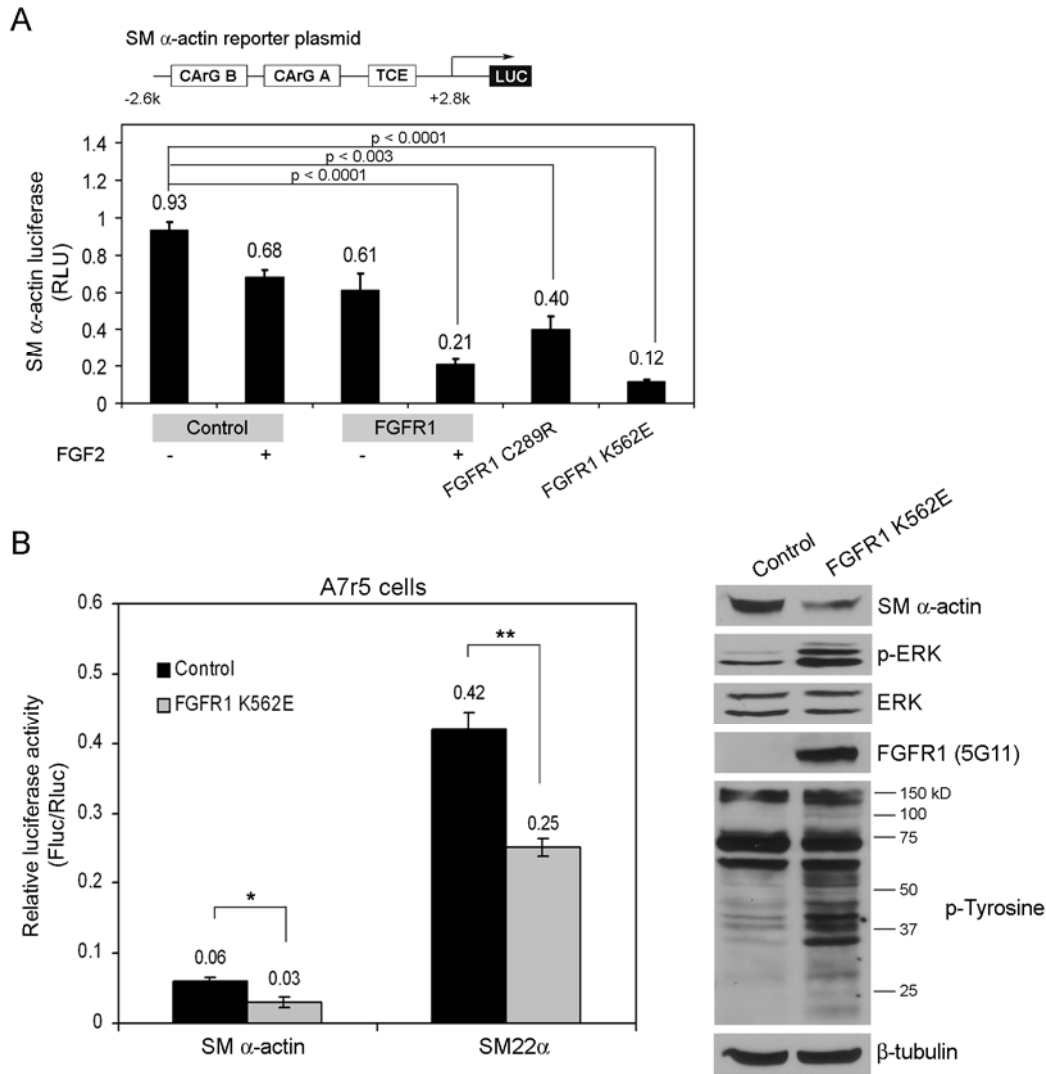 A
SM α-actin reporter plasmid
CArG B CArG A TCE LUC
-2.6k +2.8k
p < 0.0001
p < 0.003
p < 0.0001
SM α-actin luciferase
(RLU)
1.4
1.2
1
0.8
0.6
0.4
0.2
0
0.93
0.68
0.61
0.21
0.40
0.12
Control FGFR1 FGFR1 C289R FGFR1 K562E
FGF2 - + - +
B
A7r5 cells
Relative luciferase activity
(Fluc/Rluc)
0.6
0.5
0.4
0.3
0.2
0.1
0
Control
FGFR1 K562E
*
0.06
0.03
**
0.42
0.25
SM α-actin SM22α
Control FGFR1 K562E
SM α-actin
p-ERK
ERK
FGFR1 (5G11)
150 kD
100
75
50
37
25
p-Tyrosine
β-tubulin